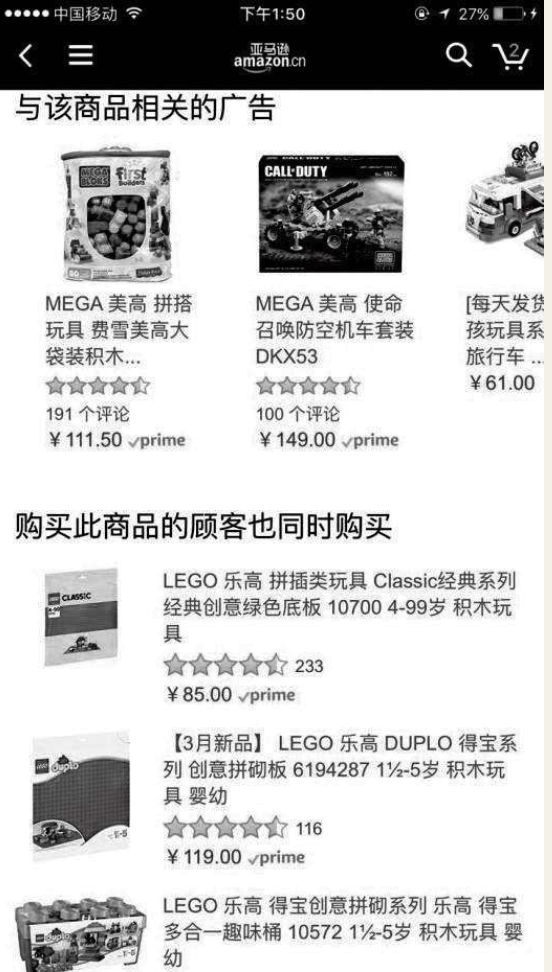 中国移动 下午1:50 27%
亚马逊
amazon.cn
2
与该商品相关的广告
MEGA BLOKS first Builders
80
CALL OF DUTY
MEGA 美高 拼搭
玩具 费雪美高大
袋装积木...
191 个评论
¥ 111.50 prime
MEGA 美高 使命
召唤防空机车套装
DKX53
100 个评论
¥ 149.00 prime
[每天发货
孩玩具系
旅行车 ...
¥ 61.00
购买此商品的顾客也同时购买
CLASSIC
LEGO 乐高 拼插类玩具 Classic经典系列
经典创意绿色底板 10700 4-99岁 积木玩
具
233
¥ 85.00 prime
duplo
1½-5
【3月新品】 LEGO 乐高 DUPLO 得宝系
列 创意拼砌板 6194287 1½-5岁 积木玩
具 婴幼
116
¥ 119.00 prime
duplo
LEGO 乐高 得宝创意拼砌系列 乐高 得宝
多合一趣味桶 10572 1½-5岁 积木玩具 婴
幼